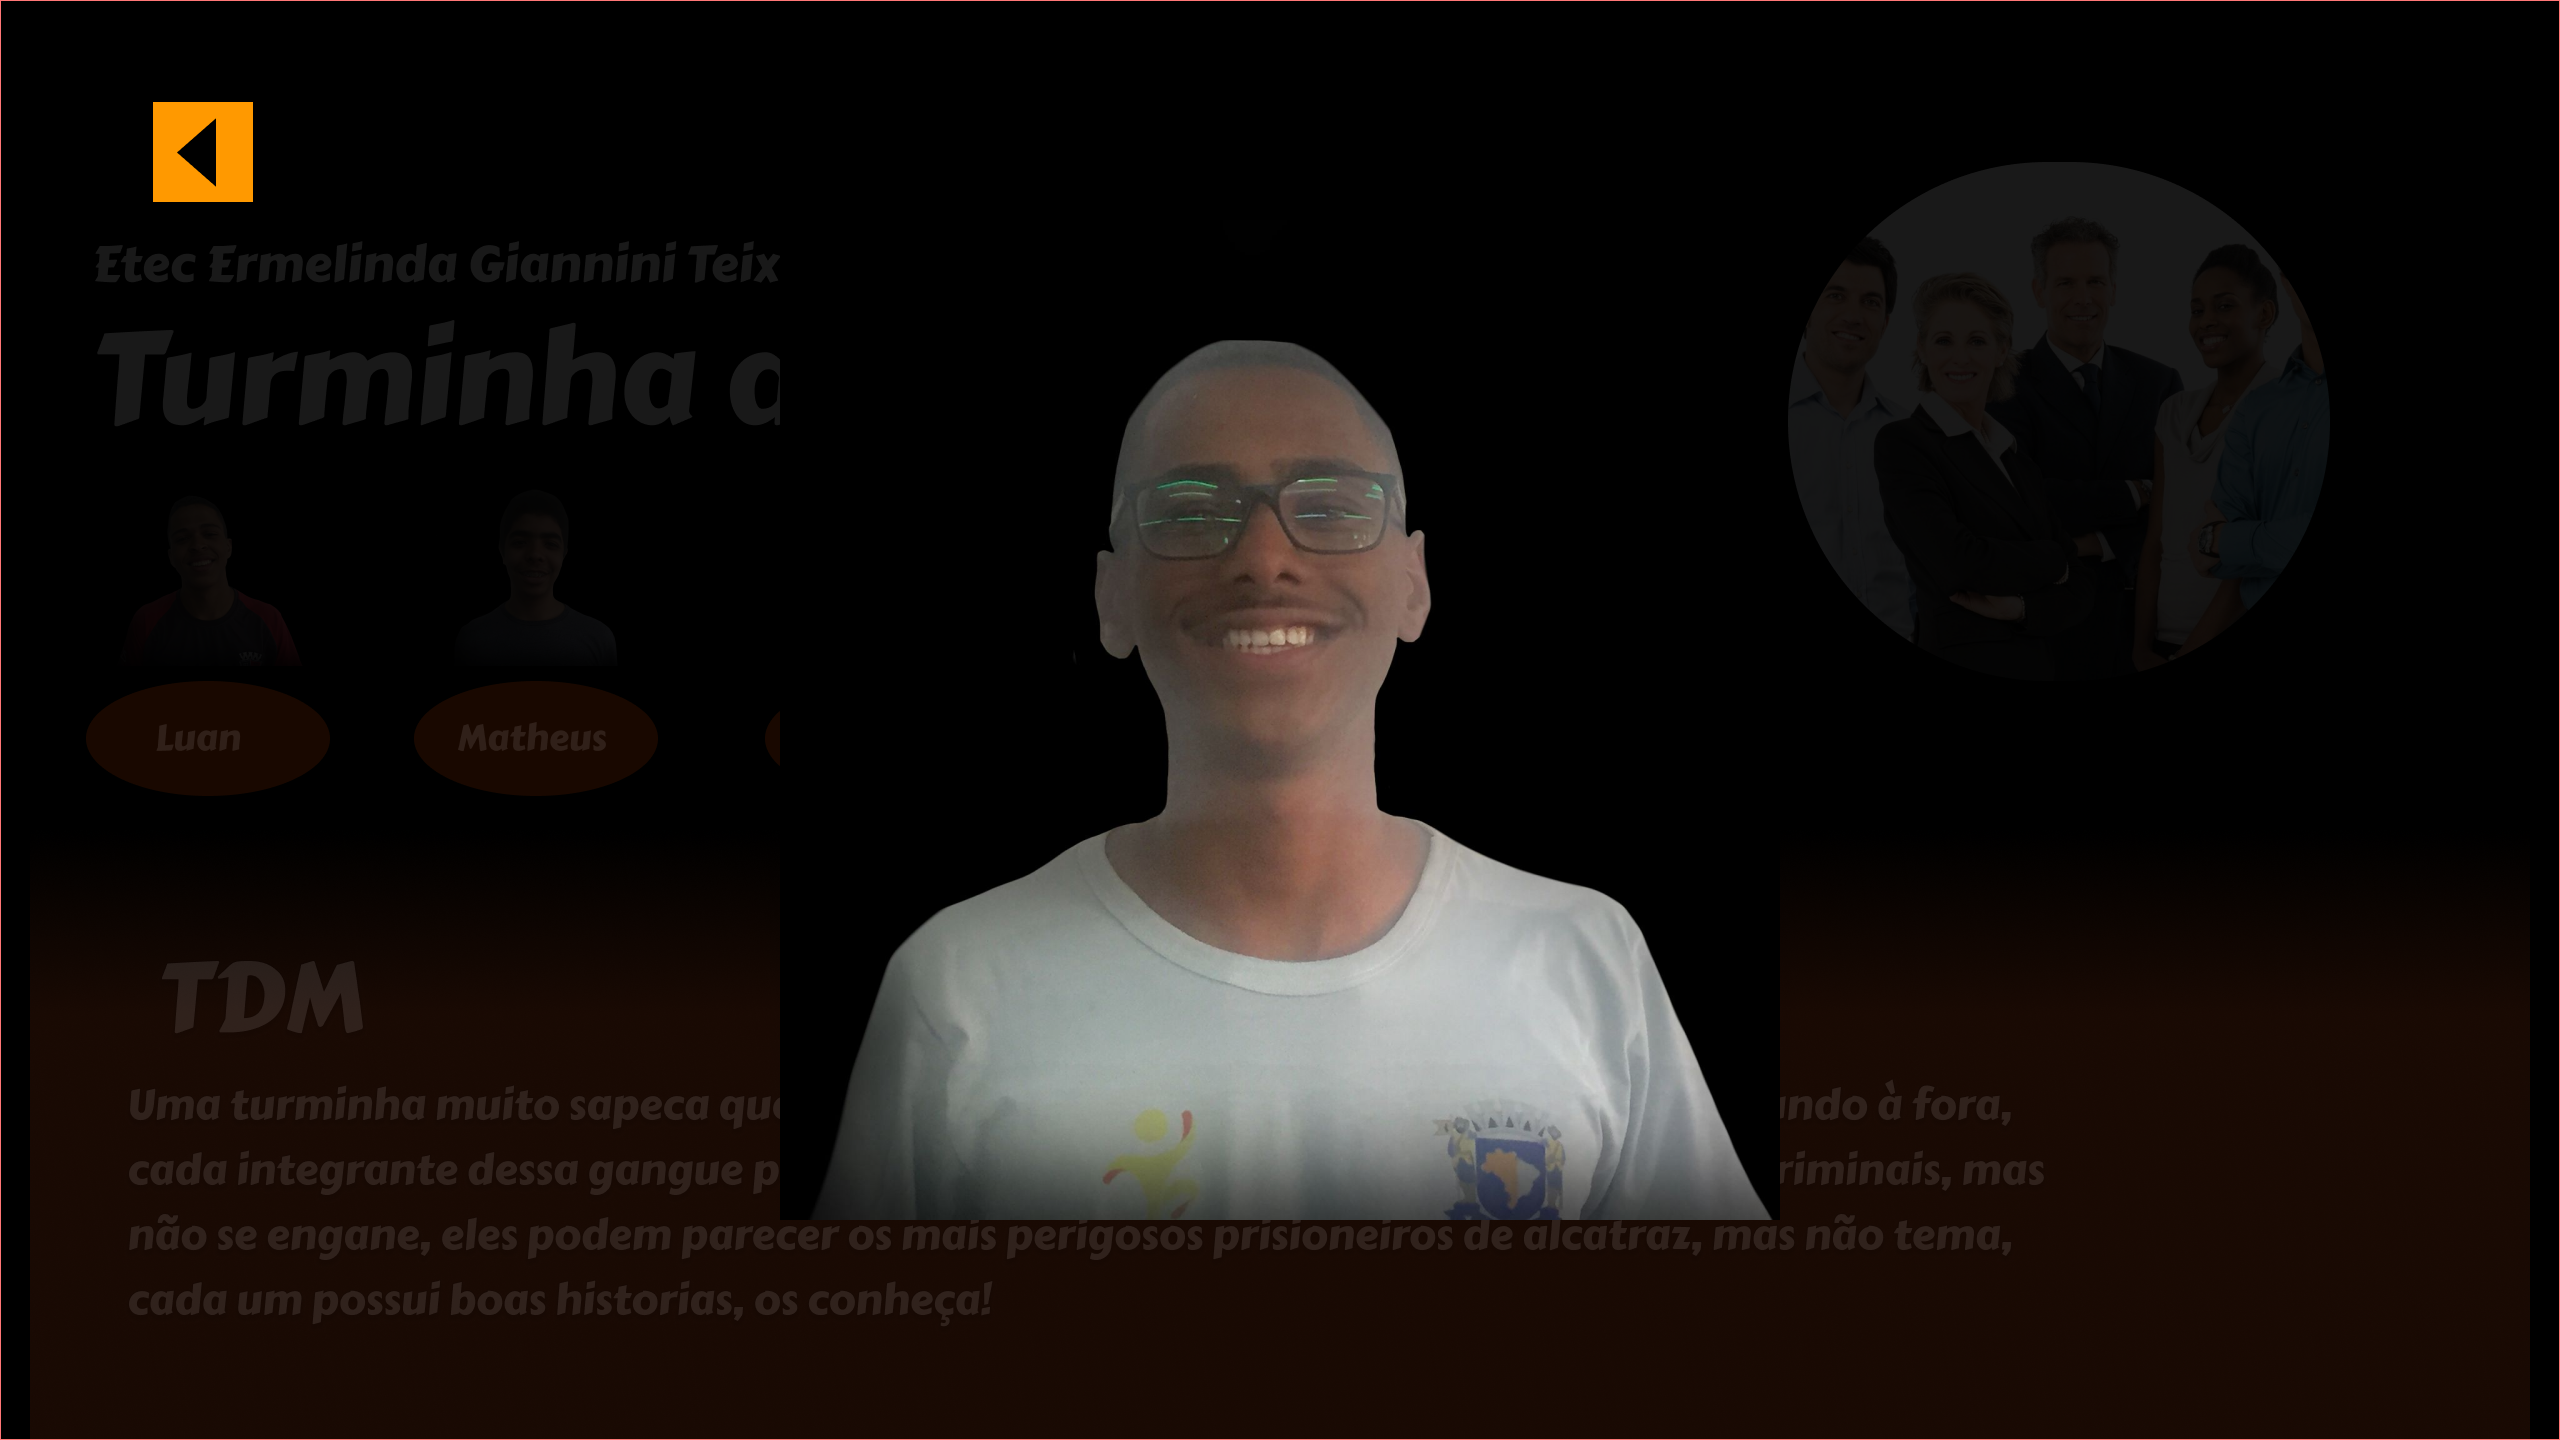 Etec Ermelinda Giannini Teix
Turminha
Luan
Matheus
TDM
Uma turminha muito sapeca que
ando à fora,
cada integrante dessa gangue p
riminais, mas
não se engane, eles podem parecer os mais perigosos prisioneiros de alcatraz, mas não tema,
cada um possui boas historias, os conheça!